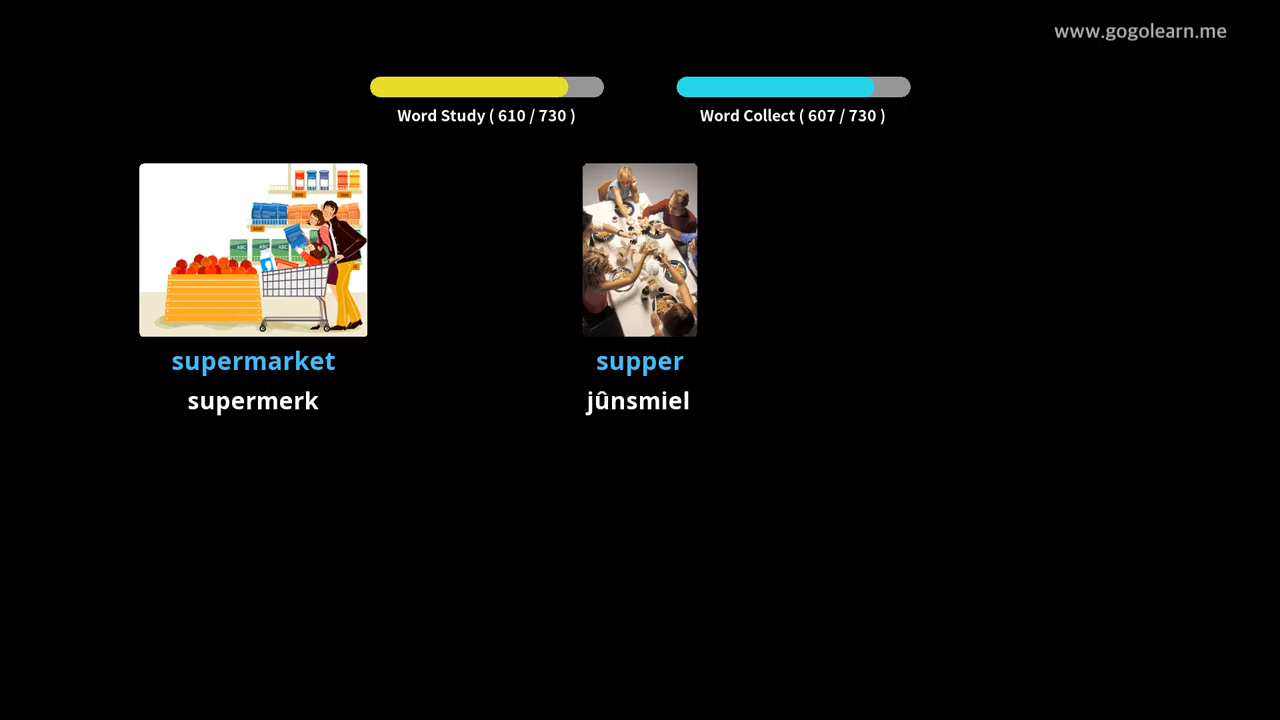 www.gogolearn.me
Word Study ( 610 / 730 )
Word Collect ( 607 / 730 )
supermarket
supermerk
supper
jûnsmiel